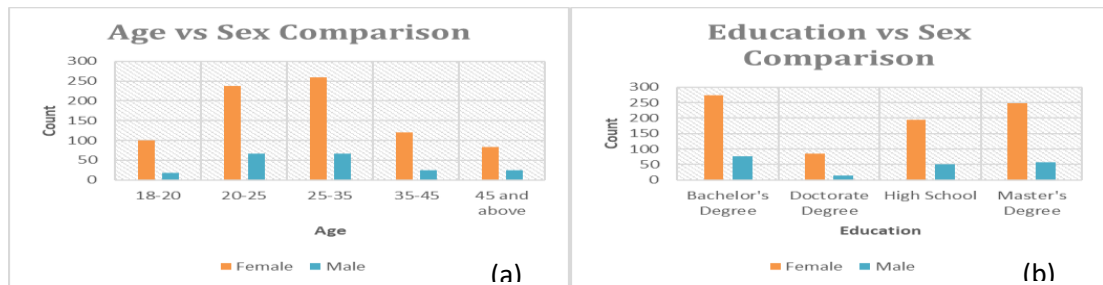 Age vs Sex Comparison
300
250
200
150
100
50
0
Count
18-20 20-25 25-35 35-45 45 and
above
Age
Female Male
(a)
Education vs Sex
Comparison
300
250
200
150
100
50
0
Count
Bachelor's Doctorate High School Master's
Degree Degree Degree
Education
Female Male
(b)